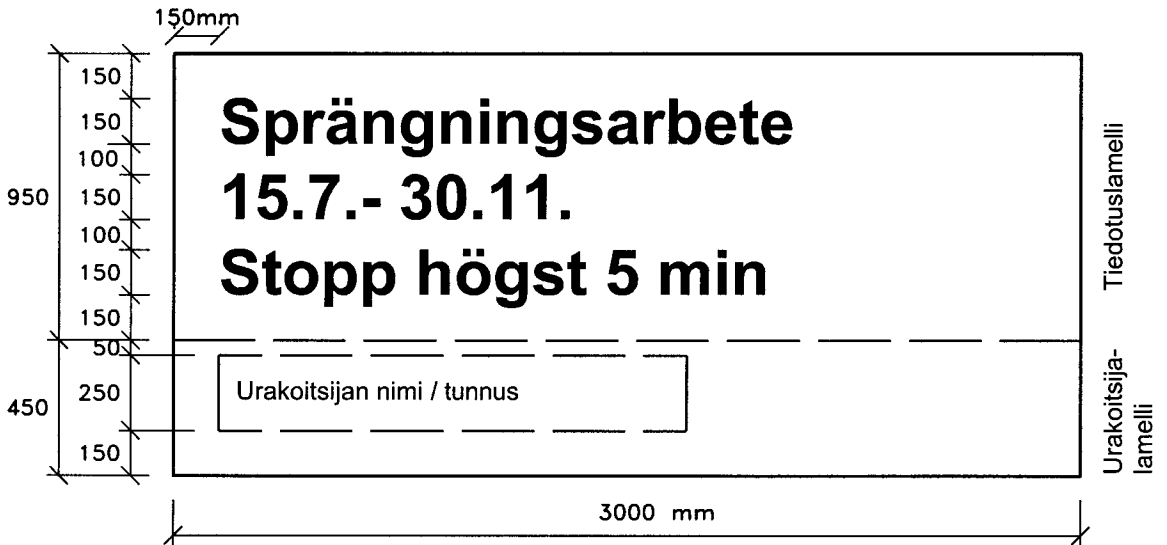 150mm
150
150
100
150
100
150
150
950
Sprängningsarbete
15.7.- 30.11.
Stopp högst 5 min
Tiedotuslamelli
50
250
150
450
Urakoitsijan nimi / tunnus
Urakoitsija-
lamelli
3000 mm